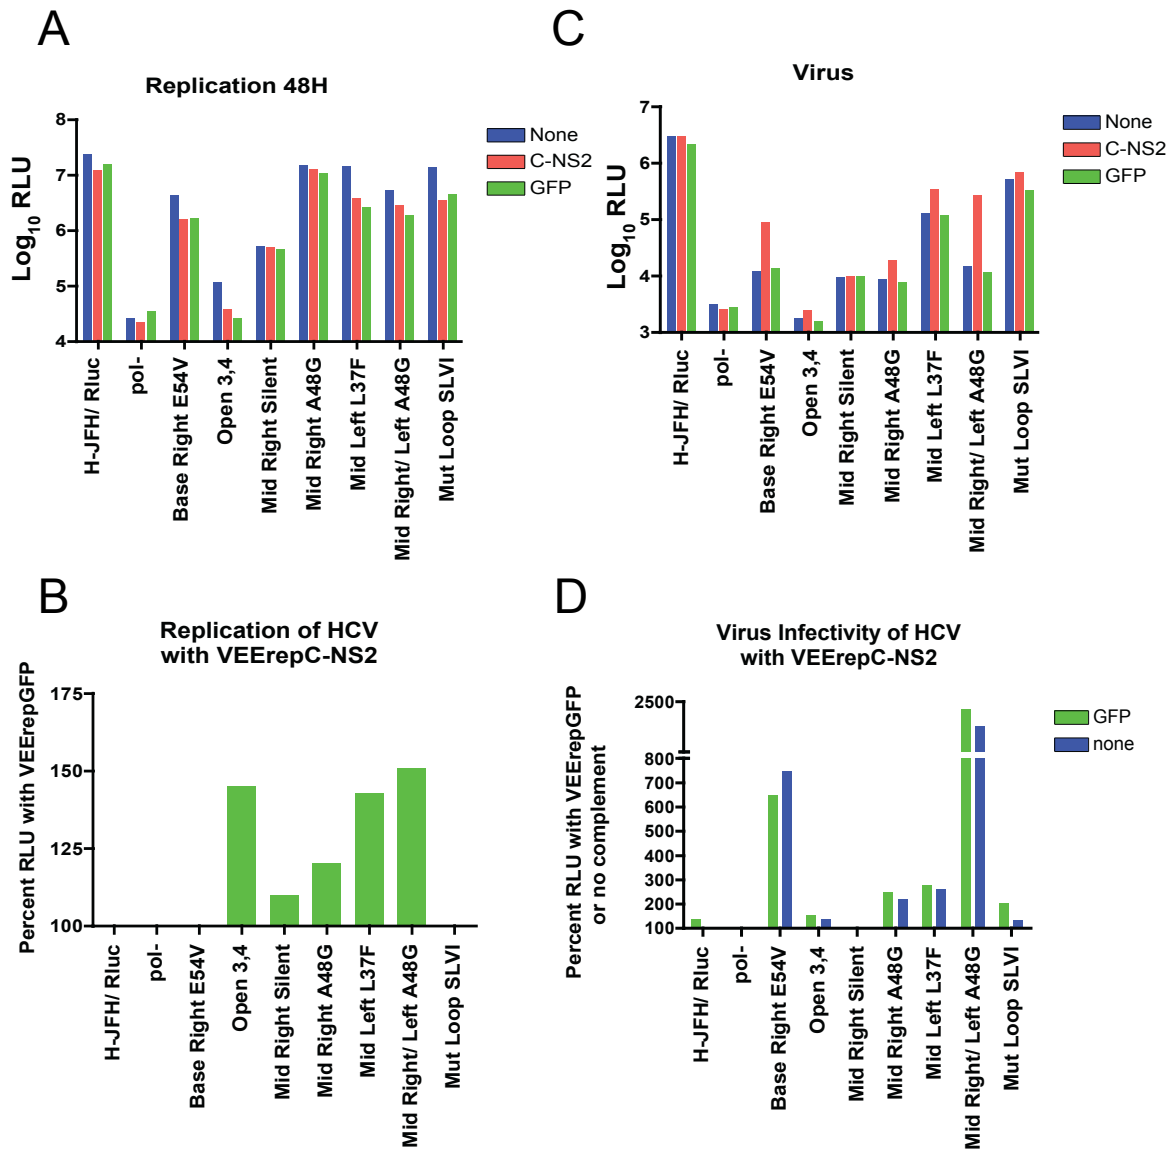 A
Replication 48H
Log10 RLU
8
7
6
5
4
None
C-NS2
GFP
H-JFH/ Rluc
pol-
Base Right E54V
Open 3,4
Mid Right Silent
Mid Right A48G
Mid Left L37F
Mid Right/ Left A48G
Mut Loop SLVI
C
Virus
Log10 RLU
7
6
5
4
3
None
C-NS2
GFP
H-JFH/ Rluc
pol-
Base Right E54V
Open 3,4
Mid Right Silent
Mid Right A48G
Mid Left L37F
Mid Right/ Left A48G
Mut Loop SLVI
B
Replication of HCV
with VEErepC-NS2
Percent RLU with VEErepGFP
175
150
125
100
H-JFH/ Rluc
pol-
Base Right E54V
Open 3,4
Mid Right Silent
Mid Right A48G
Mid Left L37F
Mid Right/ Left A48G
Mut Loop SLVI
D
Virus Infectivity of HCV
with VEErepC-NS2
Percent RLU with VEErepGFP
or no complement
2500
800
700
600
500
400
300
200
100
GFP
none
H-JFH/ Rluc
pol-
Base Right E54V
Open 3,4
Mid Right Silent
Mid Right A48G
Mid Left L37F
Mid Right/ Left A48G
Mut Loop SLVI